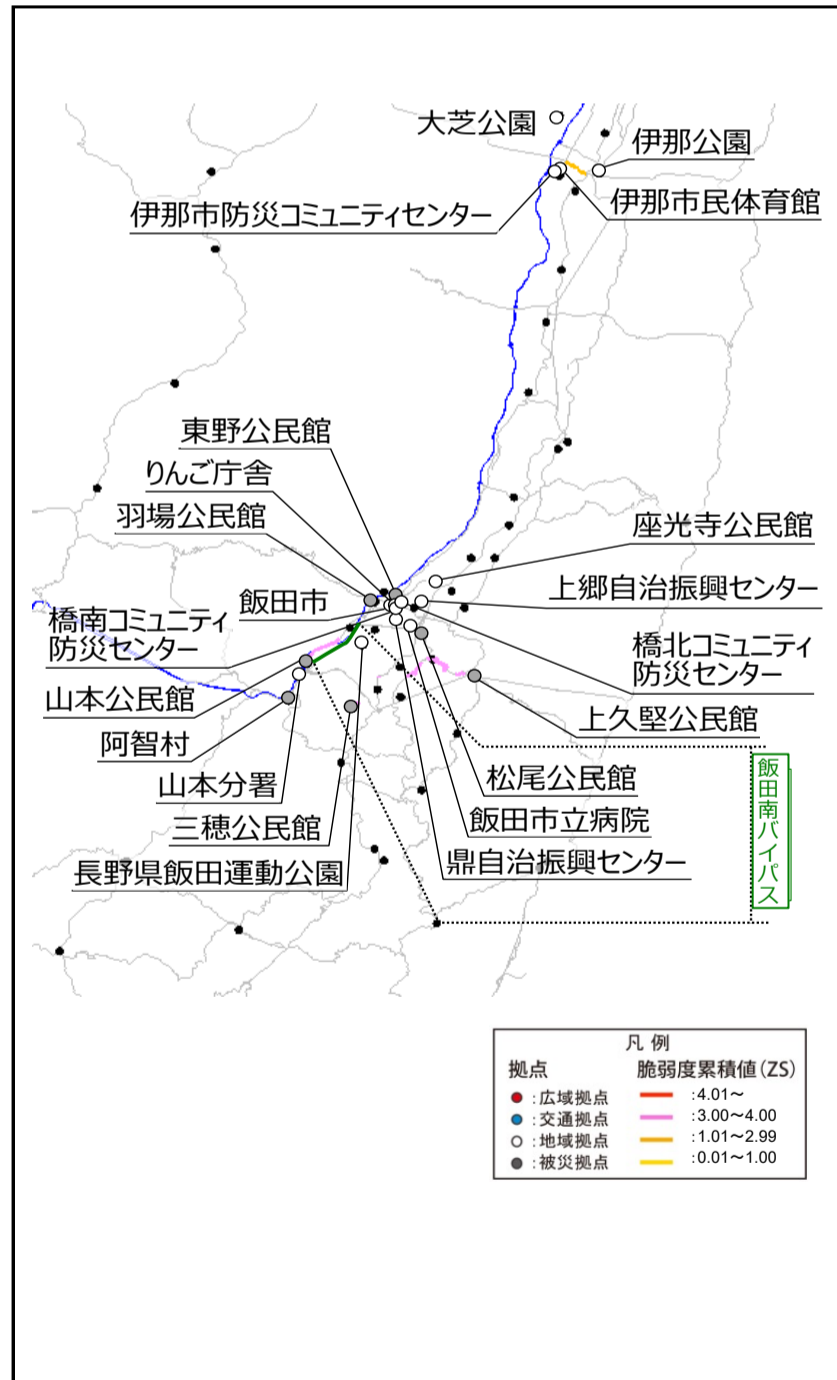 大芝公園
伊那公園
伊那市防災コミュニティセンター
伊那市民体育館
東野公民館
りんご庁舎
羽場公民館
座光寺公民館
飯田市
上郷自治振興センター
橋南コミュニティ
防災センター
橋北コミュニティ
防災センター
山本公民館
上久堅公民館
阿智村
松尾公民館
山本分署
飯田市立病院
三穂公民館
鼎自治振興センター
長野県飯田運動公園
飯田南バイパス
凡 例
拠点
脆弱度累積値(ZS)
:広域拠点
:4.01～
:交通拠点
:3.00～4.00
:地域拠点
:1.01～2.99
:被災拠点
:0.01～1.00